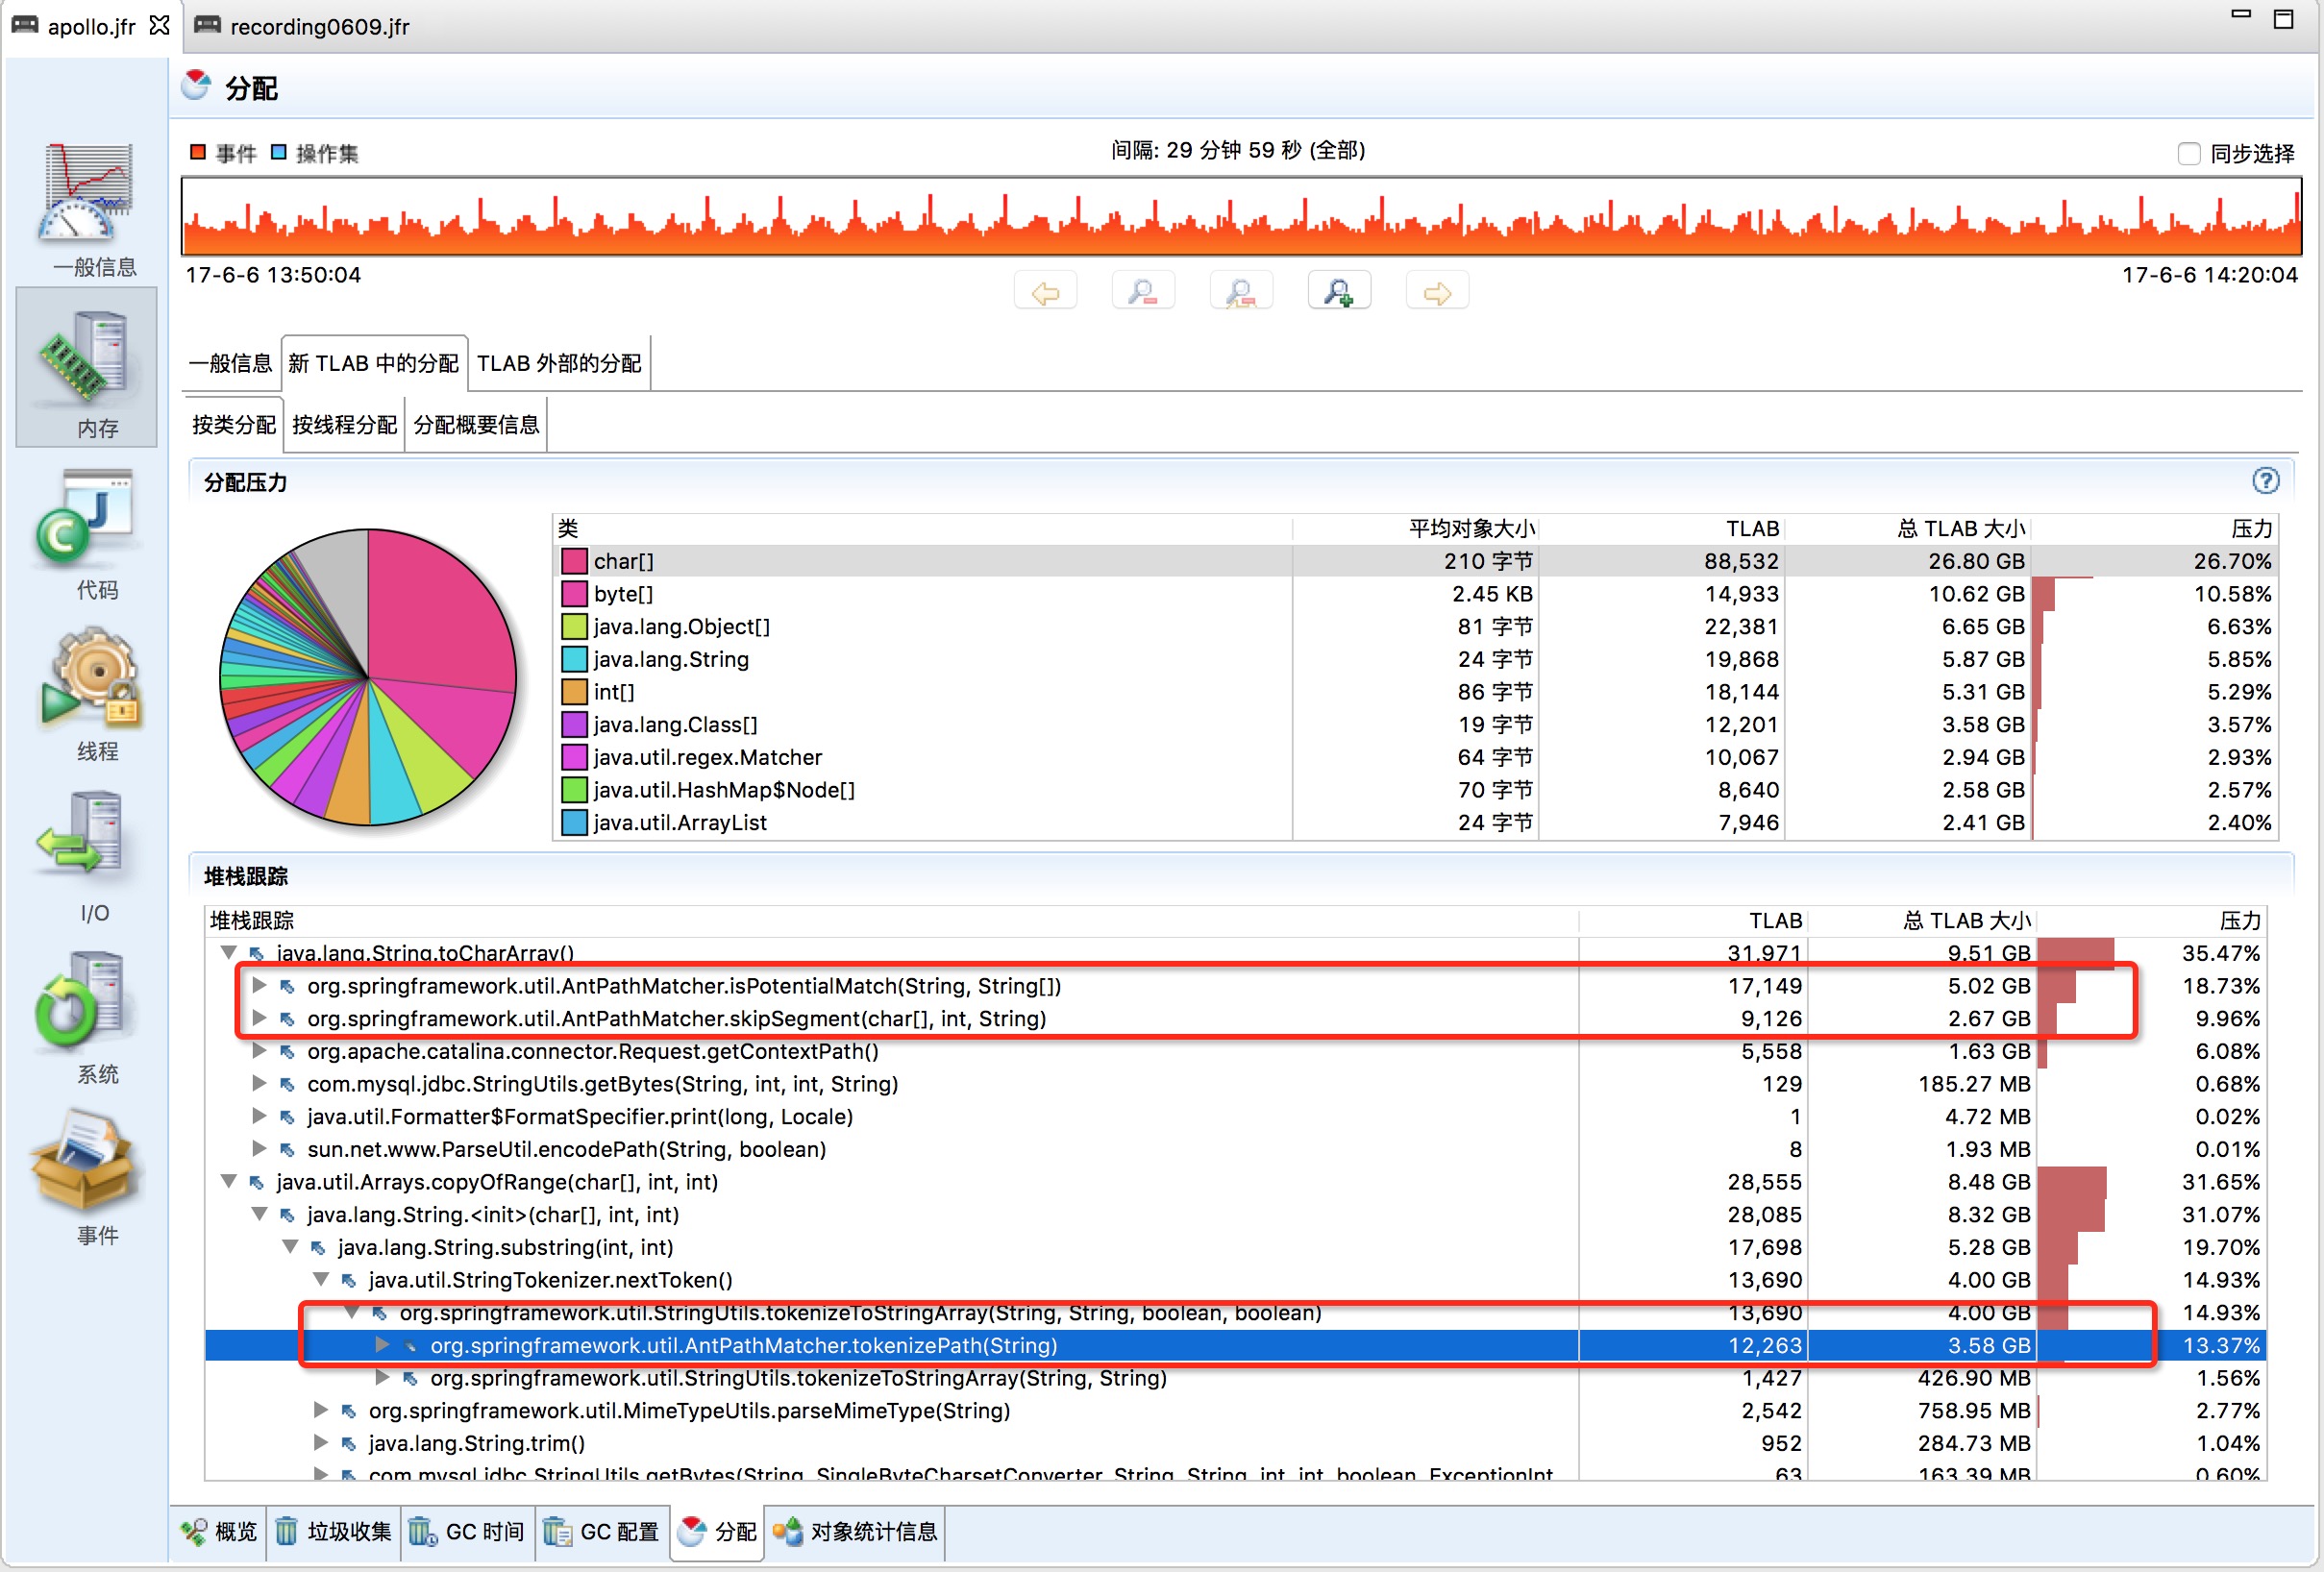 apollo.jfr recording0609.jfr
分配
事件 操作集 间隔: 29 分钟 59 秒 (全部) 同步选择
17-6-6 13:50:04 17-6-6 14:20:04
一般信息 新 TLAB 中的分配 TLAB 外部的分配
按类分配 按线程分配 分配概要信息
分配压力
类 平均对象大小 TLAB 总 TLAB 大小 压力
char[] 210 字节 88,532 26.80 GB 26.70%
byte[] 2.45 KB 14,933 10.62 GB 10.58%
java.lang.Object[] 81 字节 22,381 6.65 GB 6.63%
java.lang.String 24 字节 19,868 5.87 GB 5.85%
int[] 86 字节 18,144 5.31 GB 5.29%
java.lang.Class[] 19 字节 12,201 3.58 GB 3.57%
java.util.regex.Matcher 64 字节 10,067 2.94 GB 2.93%
java.util.HashMap$Node[] 70 字节 8,640 2.58 GB 2.57%
java.util.ArrayList 24 字节 7,946 2.41 GB 2.40%
堆栈跟踪
堆栈跟踪 TLAB 总 TLAB 大小 压力
java.lang.String.toCharArray() 31,971 9.51 GB 35.47%
org.springframework.util.AntPathMatcher.isPotentialMatch(String, String[]) 17,149 5.02 GB 18.73%
org.springframework.util.AntPathMatcher.skipSegment(char[], int, String) 9,126 2.67 GB 9.96%
org.apache.catalina.connector.Request.getContextPath() 5,558 1.63 GB 6.08%
com.mysql.jdbc.StringUtils.getBytes(String, int, int, String) 129 185.27 MB 0.68%
java.util.Formatter$FormatSpecifier.print(long, Locale) 1 4.72 MB 0.02%
sun.net.www.ParseUtil.encodePath(String, boolean) 8 1.93 MB 0.01%
java.util.Arrays.copyOfRange(char[], int, int) 28,555 8.48 GB 31.65%
java.lang.String.<init>(char[], int, int) 28,085 8.32 GB 31.07%
java.lang.String.substring(int, int) 17,698 5.28 GB 19.70%
java.util.StringTokenizer.nextToken() 13,690 4.00 GB 14.93%
org.springframework.util.StringUtils.tokenizeToStringArray(String, String, boolean, boolean) 13,690 4.00 GB 14.93%
org.springframework.util.AntPathMatcher.tokenizePath(String) 12,263 3.58 GB 13.37%
org.springframework.util.StringUtils.tokenizeToStringArray(String, String) 1,427 426.90 MB 1.56%
org.springframework.util.MimeTypeUtils.parseMimeType(String) 2,542 758.95 MB 2.77%
java.lang.String.trim() 952 284.73 MB 1.04%
com.mysql.jdbc.StringUtils.getBytes(String, SingleByteCharsetConverter, String, String, int, int, boolean, ExceptionInt 63 163.39 MB 0.60%
一般信息
内存
代码
线程
I/O
系统
事件
概览 垃圾收集 GC 时间 GC 配置 分配 对象统计信息